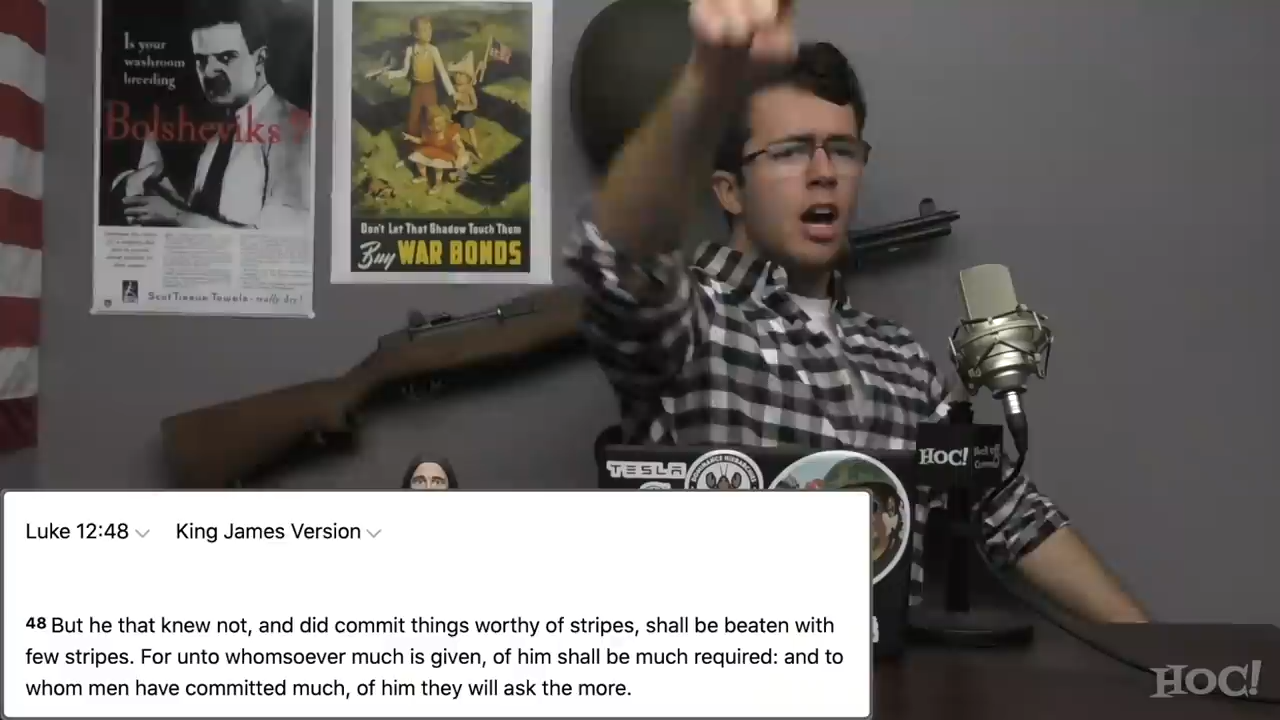 Is your
washroom
breeding
Bolsheviks?
ScotTissue Towels - really dry!
Don't Let That Shadow Touch Them
Buy WAR BONDS
TESLA
HOC!
Luke 12:48
King James Version
48 But he that knew not, and did commit things worthy of stripes, shall be beaten with
few stripes. For unto whomsoever much is given, of him shall be much required: and to
whom men have committed much, of him they will ask the more.
HOC!